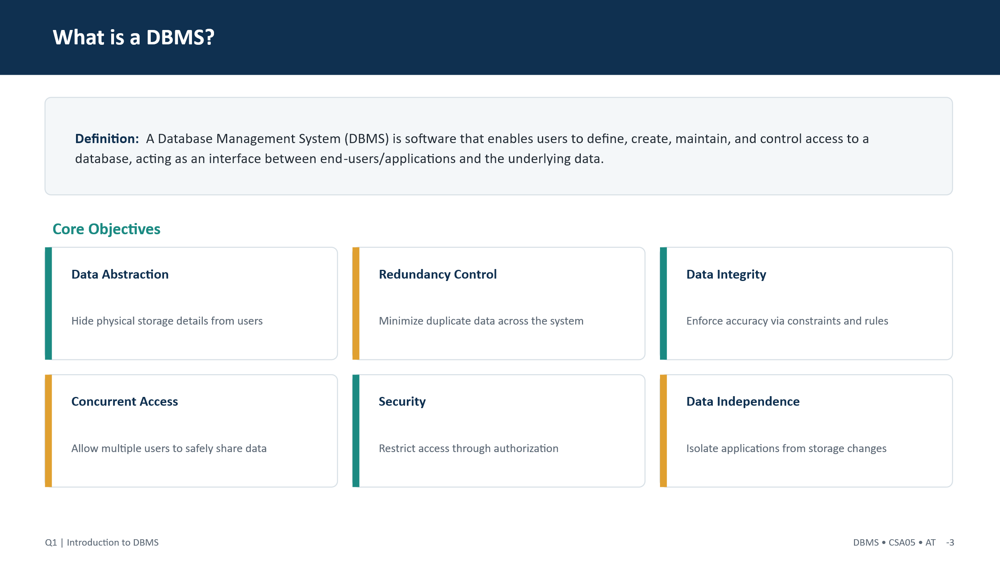 What is a DBMS?
Definition: A Database Management System (DBMS) is software that enables users to define, create, maintain, and control access to a
database, acting as an interface between end-users/applications and the underlying data.
Core Objectives
Data Abstraction
Hide physical storage details from users
Redundancy Control
Minimize duplicate data across the system
Data Integrity
Enforce accuracy via constraints and rules
Concurrent Access
Allow multiple users to safely share data
Security
Restrict access through authorization
Data Independence
Isolate applications from storage changes
Q1 | Introduction to DBMS
DBMS • CSA05 • AT -3